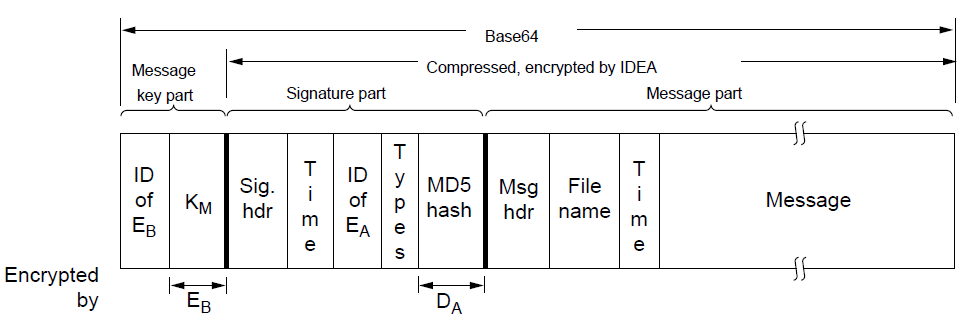 Base64
Compressed, encrypted by IDEA
Message
key part
Signature part
Message part
ID
of
EB
KM
Sig.
hdr
T
i
m
e
ID
of
EA
T
y
p
e
s
MD5
hash
Msg
hdr
File
name
T
i
m
e
Message
Encrypted
by
EB
DA